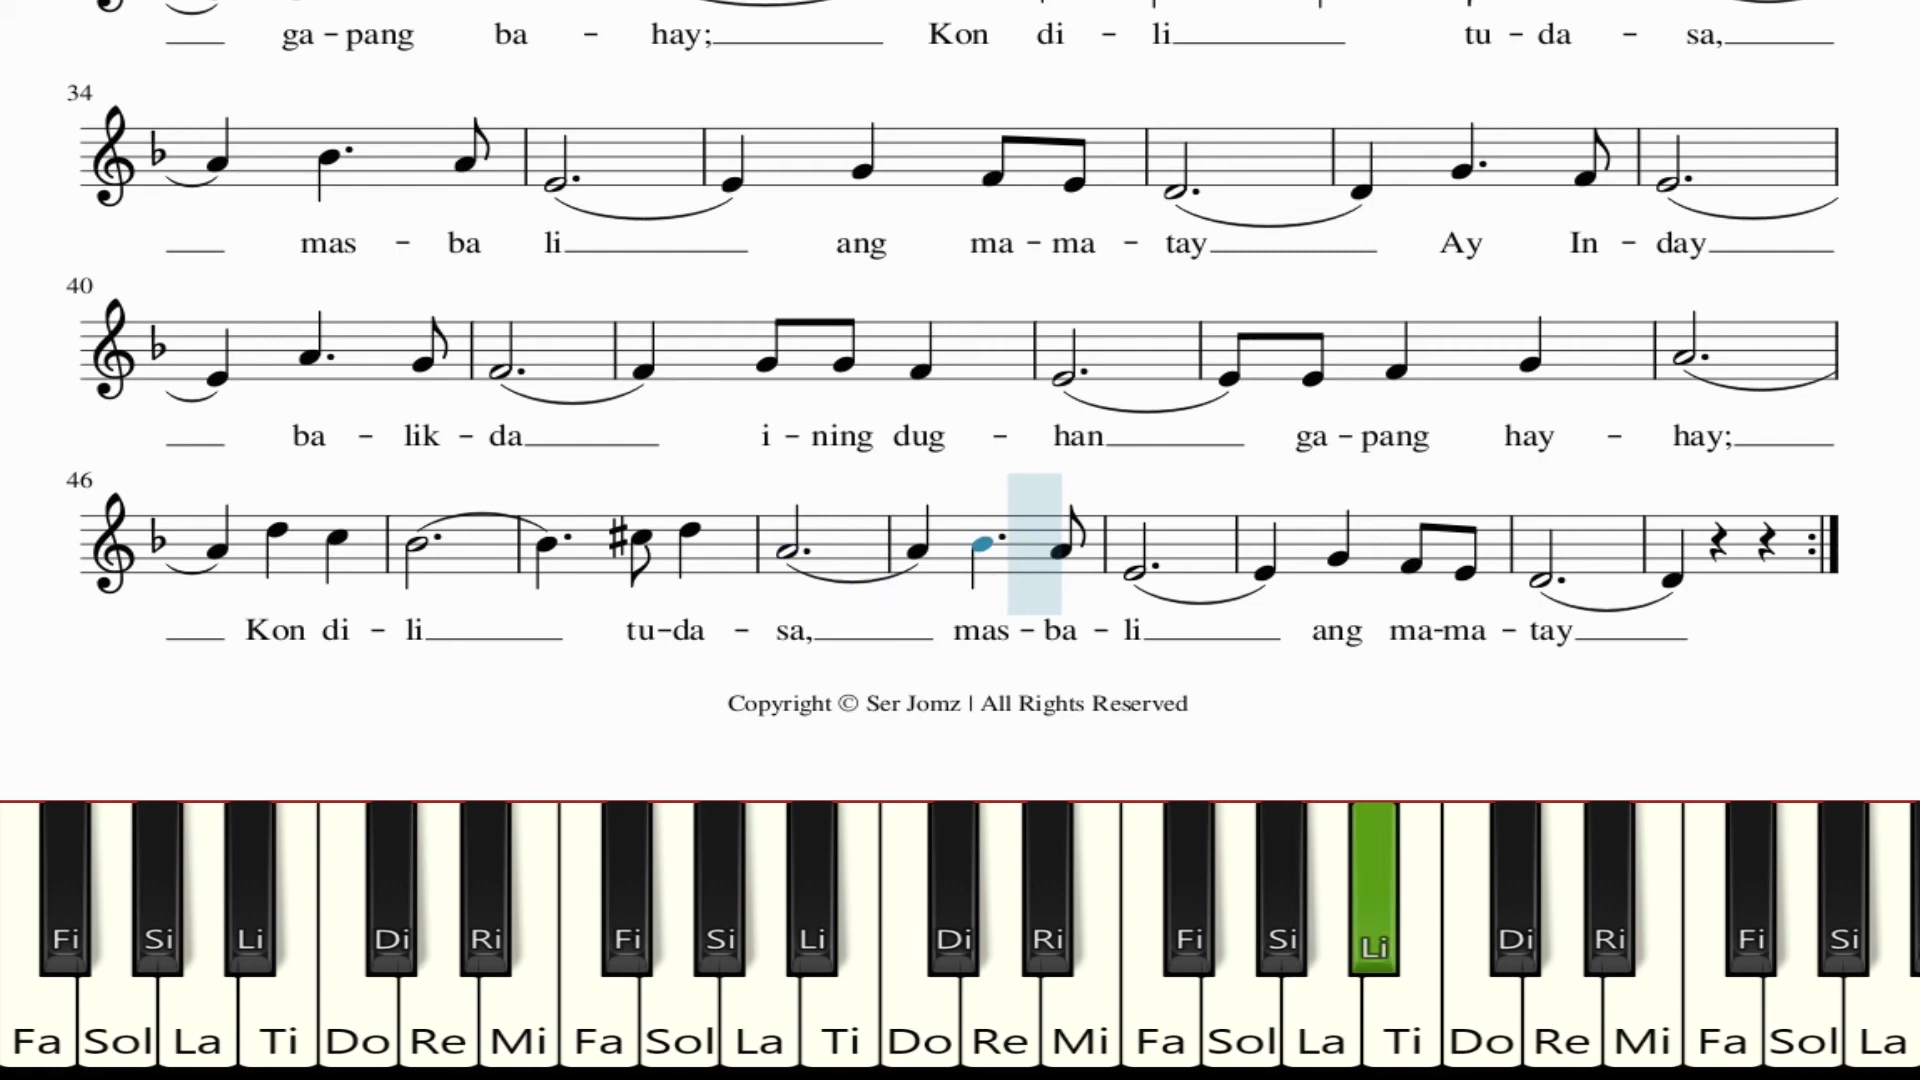 ga - pang ba - hay; Kon di - li tu - da - sa,
34
mas - ba li ang ma - ma - tay Ay In - day
40
ba - lik - da i - ning dug - han ga - pang hay - hay;
46
Kon di - li tu-da - sa, mas - ba - li ang ma-ma - tay
Copyright © Ser Jomz | All Rights Reserved
Fi Si Li Di Ri Fi Si Li Di Ri Fi Si Li Di Ri Fi Si
Fa Sol La Ti Do Re Mi Fa Sol La Ti Do Re Mi Fa Sol La Ti Do Re Mi Fa Sol La